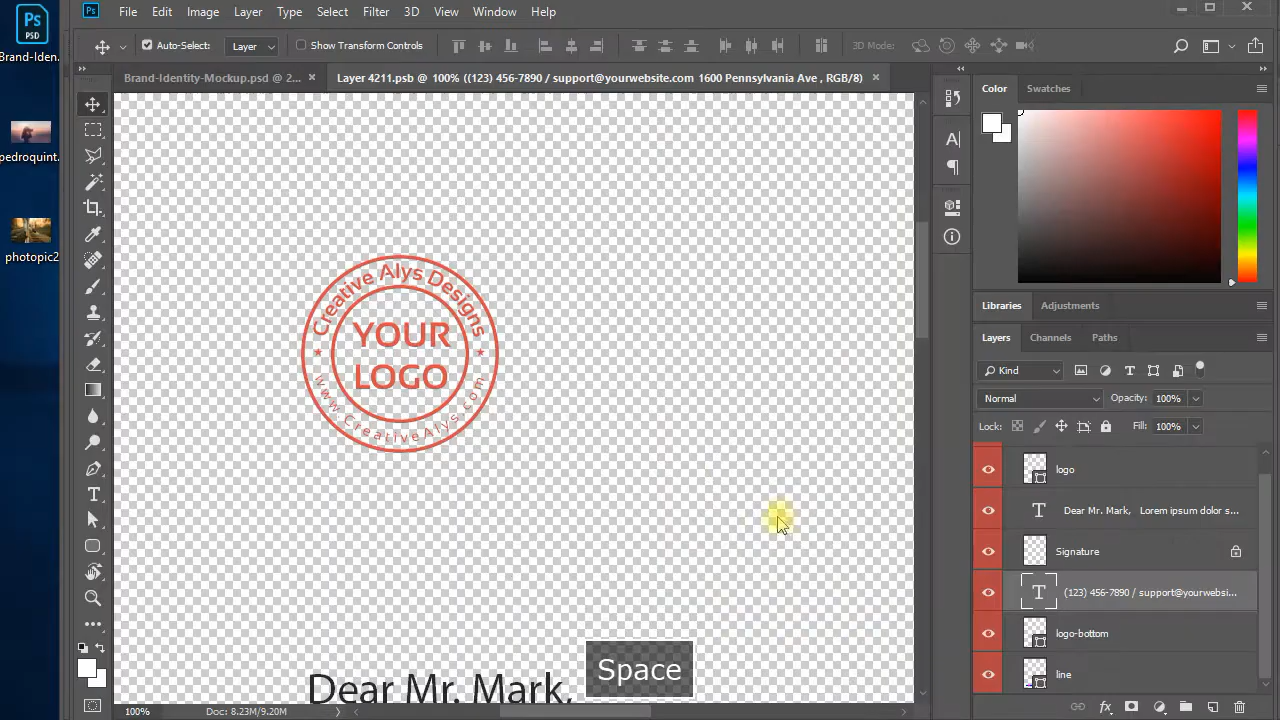 File Edit Image Layer Type Select Filter 3D View Window Help
Auto-Select: Layer Show Transform Controls 3D Mode:
Brand-Identity-Mockup.psd @ 2... Layer 4211.psb @ 100% ((123) 456-7890 / support@yourwebsite.com 1600 Pennsylvania Ave , RGB/8)
Ps
PSD
Brand-Iden.
pedroquint.
photopic2
Creative Alys Designs
YOUR
LOGO
www.CreativeAlys.com
Dear Mr. Mark,
Space
100% Doc: 8.23M/9.20M
Color Swatches
Libraries Adjustments
Layers Channels Paths
Kind
Normal Opacity: 100%
Lock: Fill: 100%
logo
Dear Mr. Mark, Lorem ipsum dolor s...
Signature
(123) 456-7890 / support@yourwebsi...
logo-bottom
line